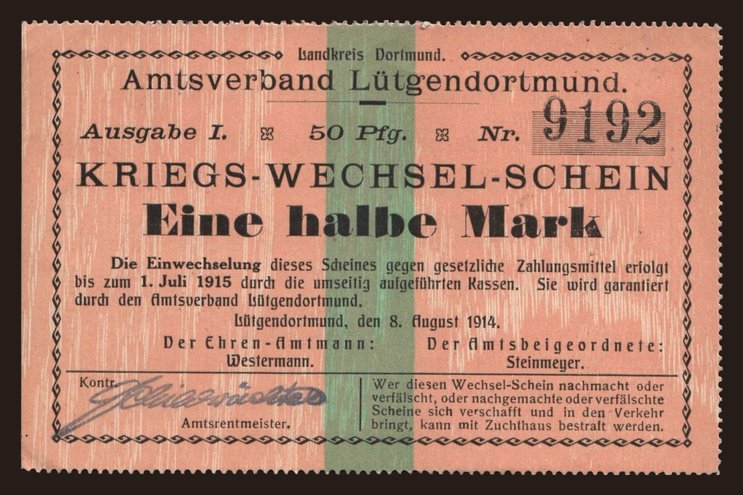 Landkreis Dortmund.
Amtsverband Lütgendortmund.
Ausgabe I. 50 Pfg. Nr. 9192
KRIEGS-WECHSEL-SCHEIN
Eine halbe Mark
Die Einwechselung dieses Scheines gegen gesetzliche Zahlungsmittel erfolgt
bis zum 1. Juli 1915 durch die umseitig aufgeführten Kassen. Sie wird garantiert
durch den Amtsverband Lütgendortmund.
Lütgendortmund, den 8. August 1914.
Der Ehren-Amtmann: Der Amtsbeigeordnete:
Westermann. Steinmeyer.
Kontr.
Amtsrentmeister.
Wer diesen Wechsel-Schein nachmacht oder
verfälscht, oder nachgemachte oder verfälschte
Scheine sich verschafft und in den Verkehr
bringt, kann mit Zuchthaus bestraft werden.